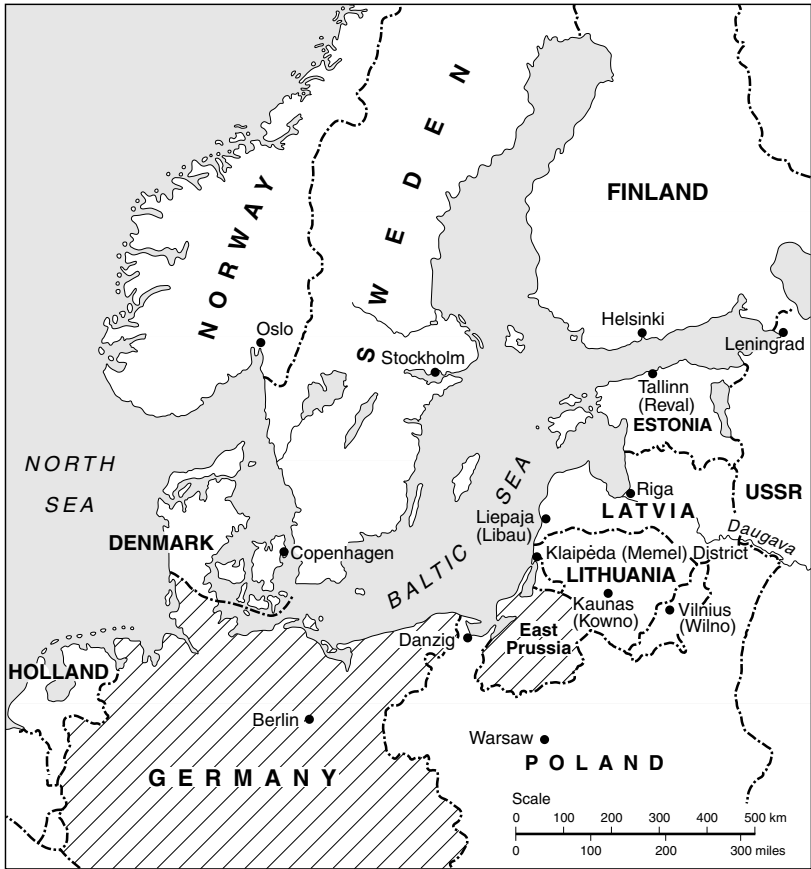 NORWAY
SWEDEN
FINLAND
Oslo
Stockholm
Helsinki
Leningrad
Tallinn
(Reval)
ESTONIA
NORTH
SEA
BALTIC SEA
Riga
USSR
LATVIA
Liepaja
(Libau)
Daugava
DENMARK
Copenhagen
Klaipėda (Memel) District
LITHUANIA
Kaunas
(Kowno)
Vilnius
(Wilno)
Danzig
East
Prussia
HOLLAND
Berlin
Warsaw
POLAND
GERMANY
Scale
0 100 200 300 400 500 km
0 100 200 300 miles